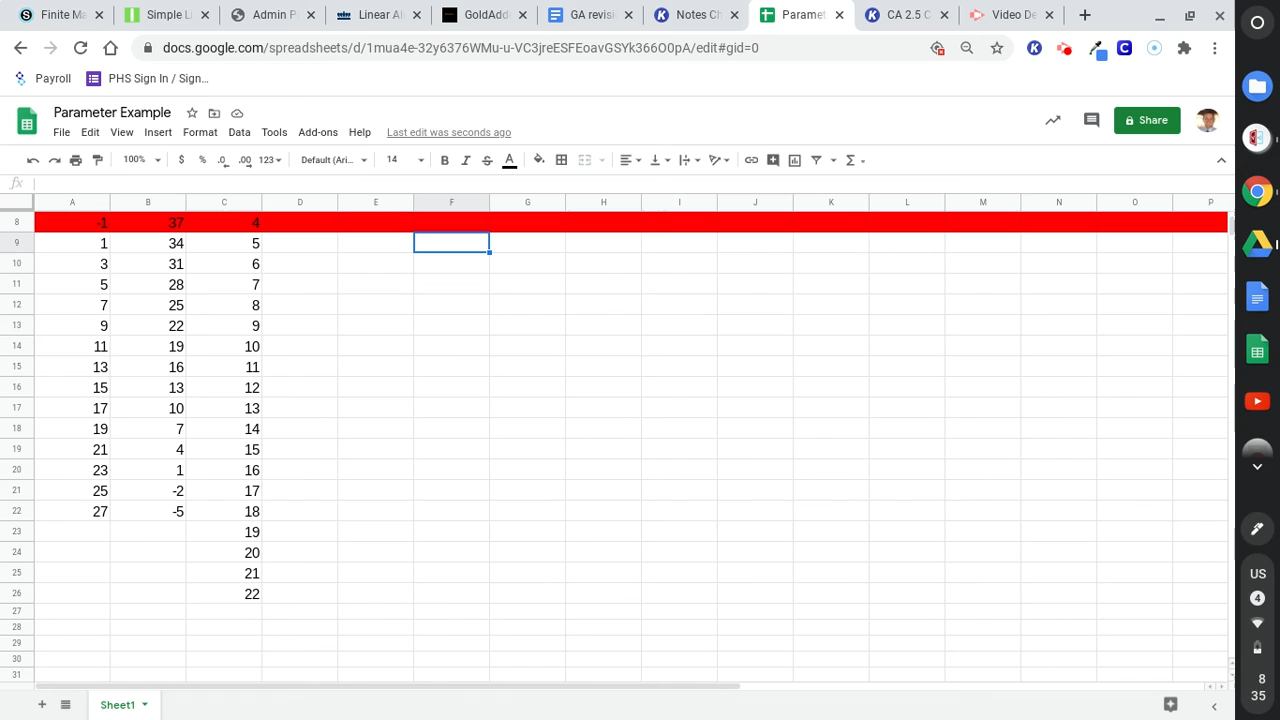 Finite Ma
Simple Li
Admin P
Linear Al
GoldAdd
GA revisi
Notes Ch
Paramet
CA 2.5 C
Video De
docs.google.com/spreadsheets/d/1mua4e-3zy6376WMu-u-VC3jreESFEoavGSYk366O0pA/edit#gid=0
Payroll
PHS Sign In / Sign...
Parameter Example
File Edit View Insert Format Data Tools Add-ons Help Last edit was seconds ago
Share
100% $ % .0 .00 123 Default (Ari... 14 B I S A
fx
A B C D E F G H I J K L M N O P
8 -1 37 4
9 1 34 5
10 3 31 6
11 5 28 7
12 7 25 8
13 9 22 9
14 11 19 10
15 13 16 11
16 15 13 12
17 17 10 13
18 19 7 14
19 21 4 15
20 23 1 16
21 25 -2 17
22 27 -5 18
23 19
24 20
25 21
26 22
27
28
29
30
31
Sheet1
US
4
8
35